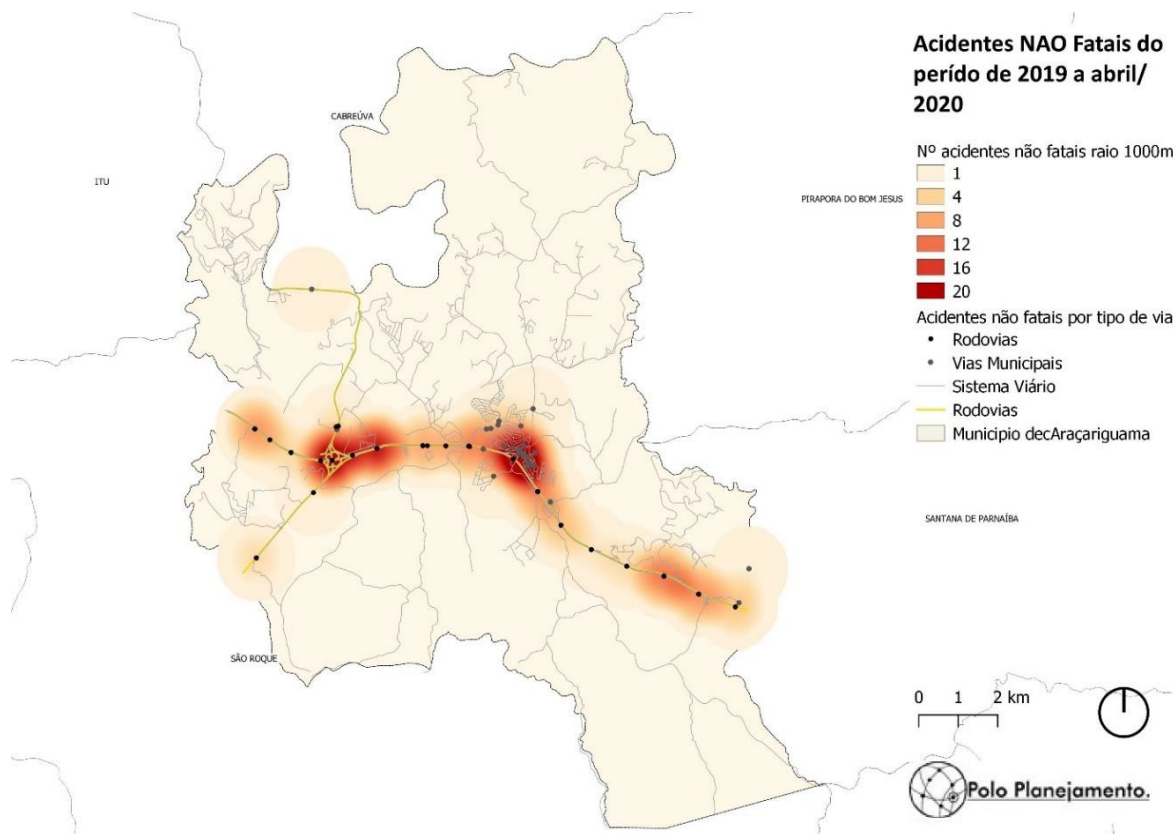 Acidentes NAO Fatais do
perído de 2019 a abril/
2020
CABREÚVA
Nº acidentes não fatais raio 1000m
1
ITU
4
PIRAPORA DO BOM JESUS
8
12
16
20
Acidentes não fatais por tipo de via
Rodovias
Vias Municipais
Sistema Viário
Rodovias
Municipio decAraçariguama
SANTANA DE PARNAÍBA
SÃO ROQUE
0 1 2 km
Polo Planejamento.